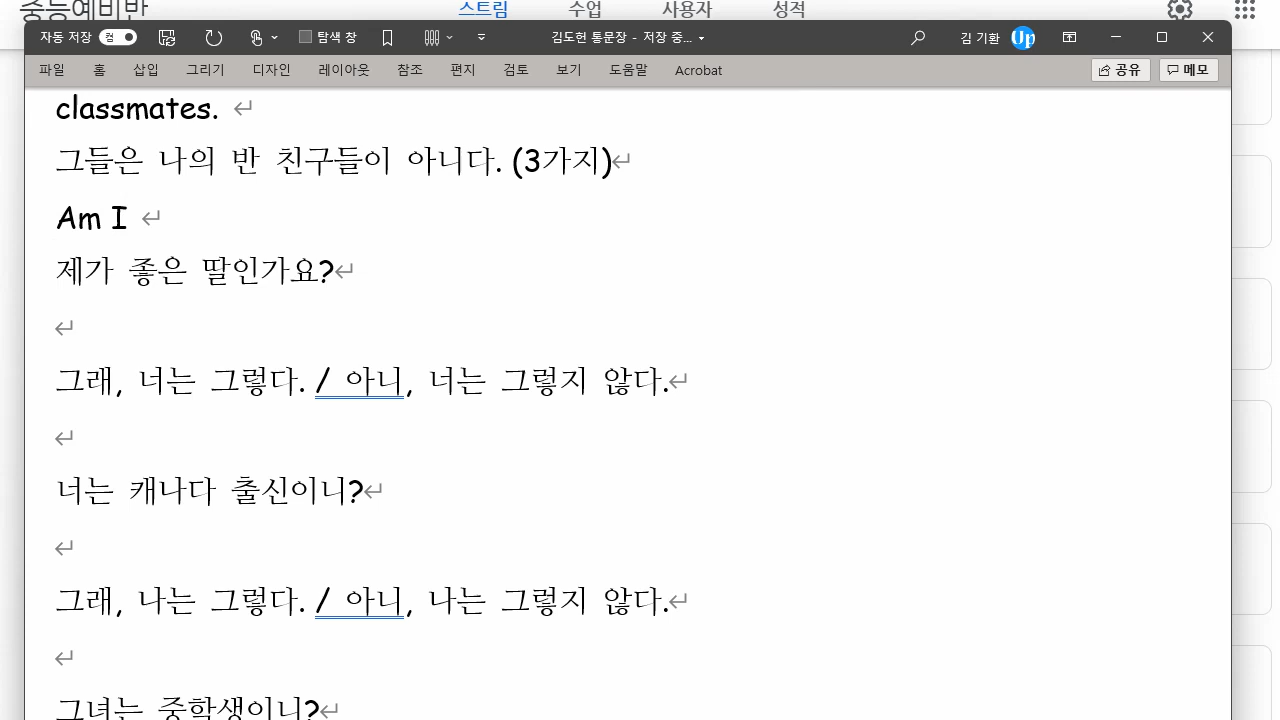 중등예비반 스트림 수업 사용자 성적
자동 저장 컴 탐색 창 김도헌 통문장 - 저장 중... 김 기환 Up
파일 홈 삽입 그리기 디자인 레이아웃 참조 편지 검토 보기 도움말 Acrobat 공유 메모
classmates.
그들은 나의 반 친구들이 아니다. (3가지)
Am I
제가 좋은 딸인가요?
그래, 너는 그렇다. / 아니, 너는 그렇지 않다.
너는 캐나다 출신이니?
그래, 나는 그렇다. / 아니, 나는 그렇지 않다.
그녀는 중학생이니?